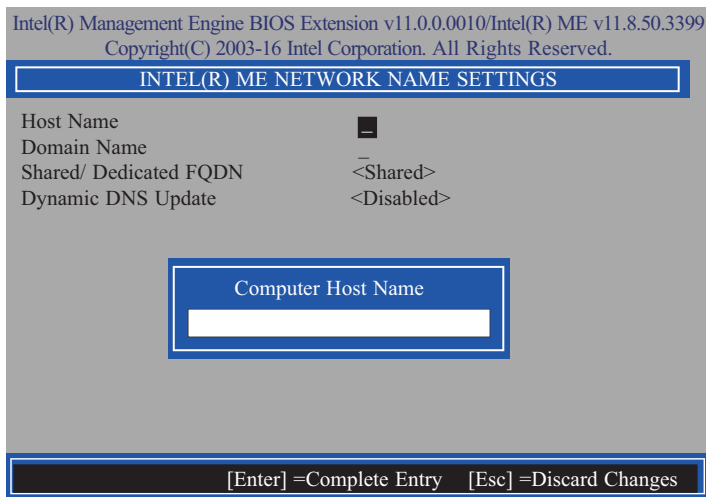 Intel(R) Management Engine BIOS Extension v11.0.0.0010/Intel(R) ME v11.8.50.3399
Copyright(C) 2003-16 Intel Corporation. All Rights Reserved.
INTEL(R) ME NETWORK NAME SETTINGS
Host Name _
Domain Name _
Shared/ Dedicated FQDN <Shared>
Dynamic DNS Update <Disabled>
Computer Host Name
[Enter] =Complete Entry [Esc] =Discard Changes